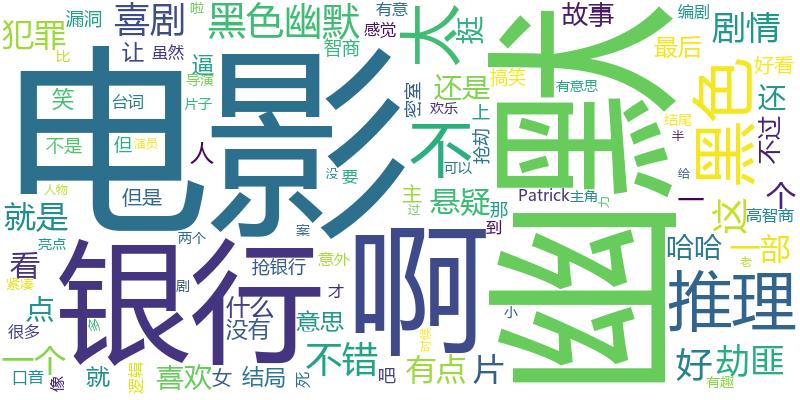 电影
幽默
银行
啊
黑色
推理
不
太
黑色幽默
喜剧
犯罪
漏洞
啦
有意
故事
编剧
剧情
比
让
虽然
逼
智商
感觉
挺
导演
片子
笑
台词
密室
欢乐
还是
搞笑
有意思
最后
好看
还
上
抢劫
不是
但
演员
人
结尾
半
不过
可以
没
要
人物
但是
主
过
悬疑
那
到
Patrick
主角
力
给
一
这
个
高智商
就是
亮点
两个
案
看
紧凑
抢银行
意外
剧
才
哈哈
一部
老
点
很多
多
什么
没有
意思
小
一个
口音
像
就
逻辑
喜欢
女
结局
死
吧
不错
时候
有点
片
好
劫匪
有趣